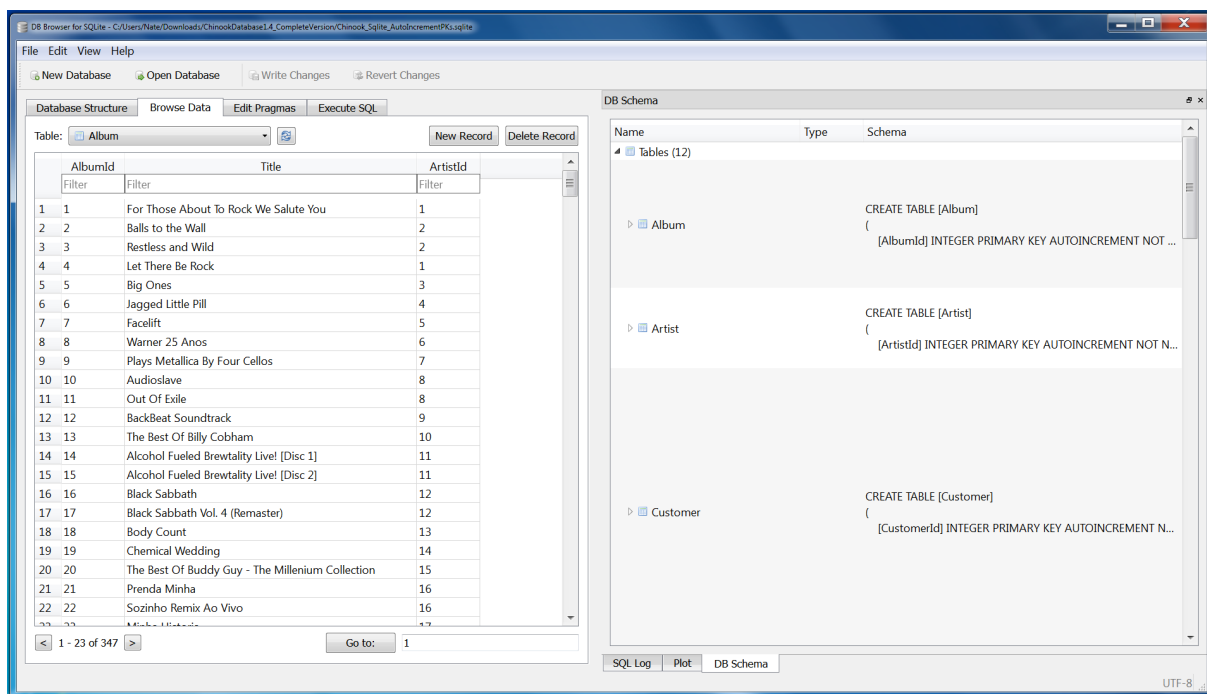 DB Browser for SQLite - C:/Users/Nate/Downloads/ChinookDatabase1.4_CompleteVersion/Chinook_Sqlite_AutoIncrementPKs.sqlite
File Edit View Help
New Database Open Database Write Changes Revert Changes
Database Structure Browse Data Edit Pragmas Execute SQL
Table: Album New Record Delete Record
AlbumId Title ArtistId
Filter Filter Filter
1 1 For Those About To Rock We Salute You 1
2 2 Balls to the Wall 2
3 3 Restless and Wild 2
4 4 Let There Be Rock 1
5 5 Big Ones 3
6 6 Jagged Little Pill 4
7 7 Facelift 5
8 8 Warner 25 Anos 6
9 9 Plays Metallica By Four Cellos 7
10 10 Audioslave 8
11 11 Out Of Exile 8
12 12 BackBeat Soundtrack 9
13 13 The Best Of Billy Cobham 10
14 14 Alcohol Fueled Brewtality Live! [Disc 1] 11
15 15 Alcohol Fueled Brewtality Live! [Disc 2] 11
16 16 Black Sabbath 12
17 17 Black Sabbath Vol. 4 (Remaster) 12
18 18 Body Count 13
19 19 Chemical Wedding 14
20 20 The Best Of Buddy Guy - The Millenium Collection 15
21 21 Prenda Minha 16
22 22 Sozinho Remix Ao Vivo 16
< 1 - 23 of 347 > Go to: 1
DB Schema
Name Type Schema
Tables (12)
Album
CREATE TABLE [Album]
(
[AlbumId] INTEGER PRIMARY KEY AUTOINCREMENT NOT ...
Artist
CREATE TABLE [Artist]
(
[ArtistId] INTEGER PRIMARY KEY AUTOINCREMENT NOT N...
Customer
CREATE TABLE [Customer]
(
[CustomerId] INTEGER PRIMARY KEY AUTOINCREMENT N...
SQL Log Plot DB Schema
UTF-8